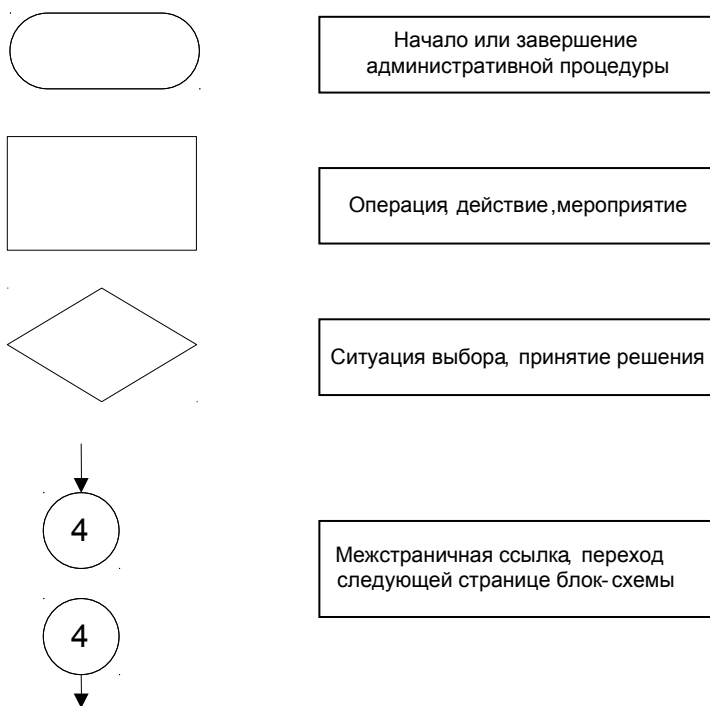 Начало или завершение
административной процедуры
Операция, действие,мероприятие
Ситуация выбора, принятие решения
4
Межстраничная ссылка, переход
следующей странице блок-схемы
4